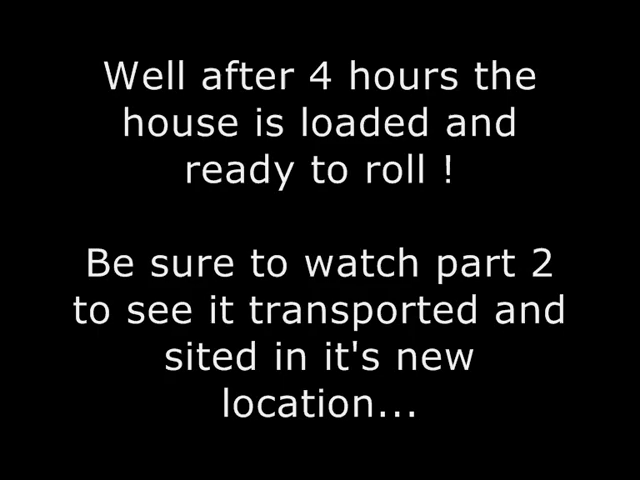 Well after 4 hours the
house is loaded and
ready to roll !
Be sure to watch part 2
to see it transported and
sited in it's new
location...